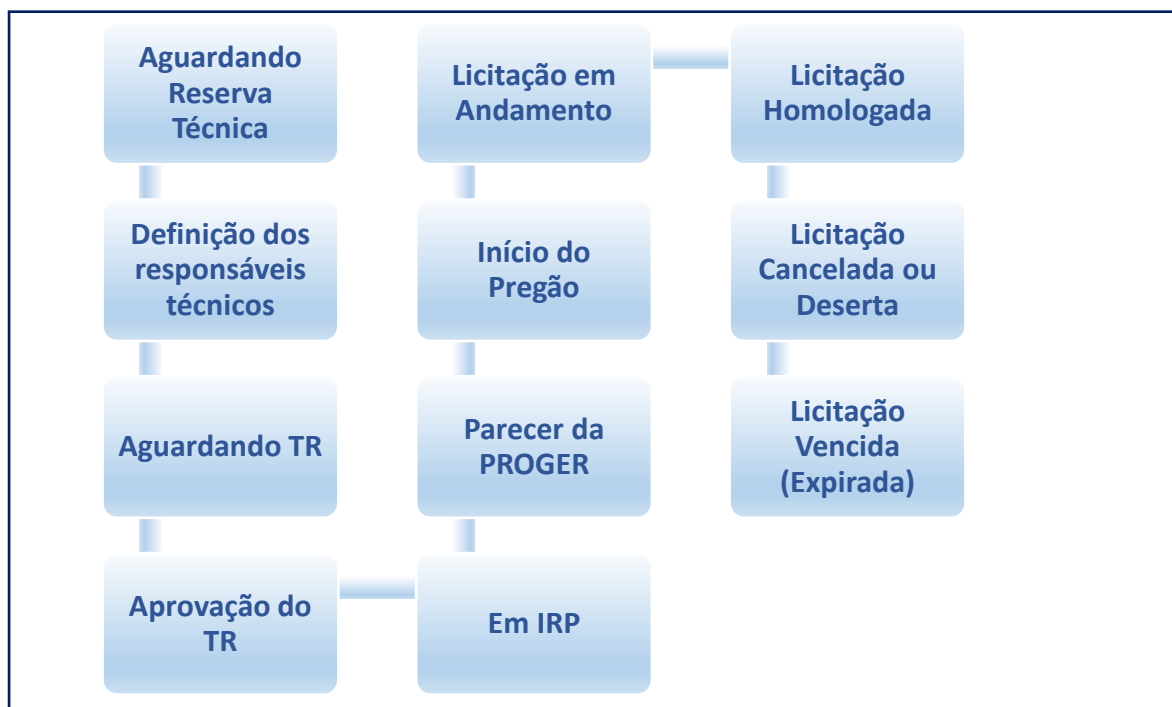 Aguardando
Reserva
Técnica
Definição dos
responsáveis
técnicos
Aguardando TR
Aprovação do
TR
Em IRP
Parecer da
PROGER
Início do
Pregão
Licitação em
Andamento
Licitação
Homologada
Licitação
Cancelada ou
Deserta
Licitação
Vencida
(Expirada)